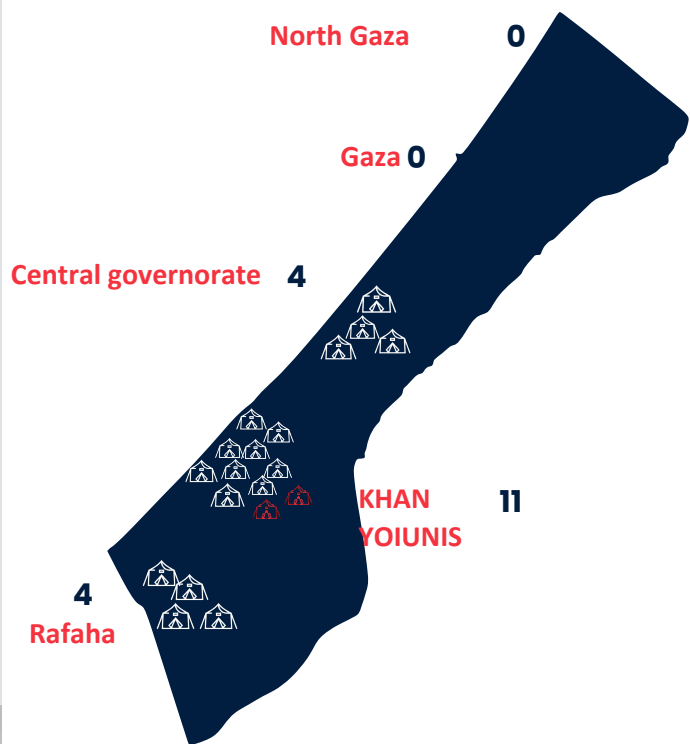 North Gaza 0
Gaza 0
Central governorate 4
KHAN 11
YOIUNIS
4
Rafaha